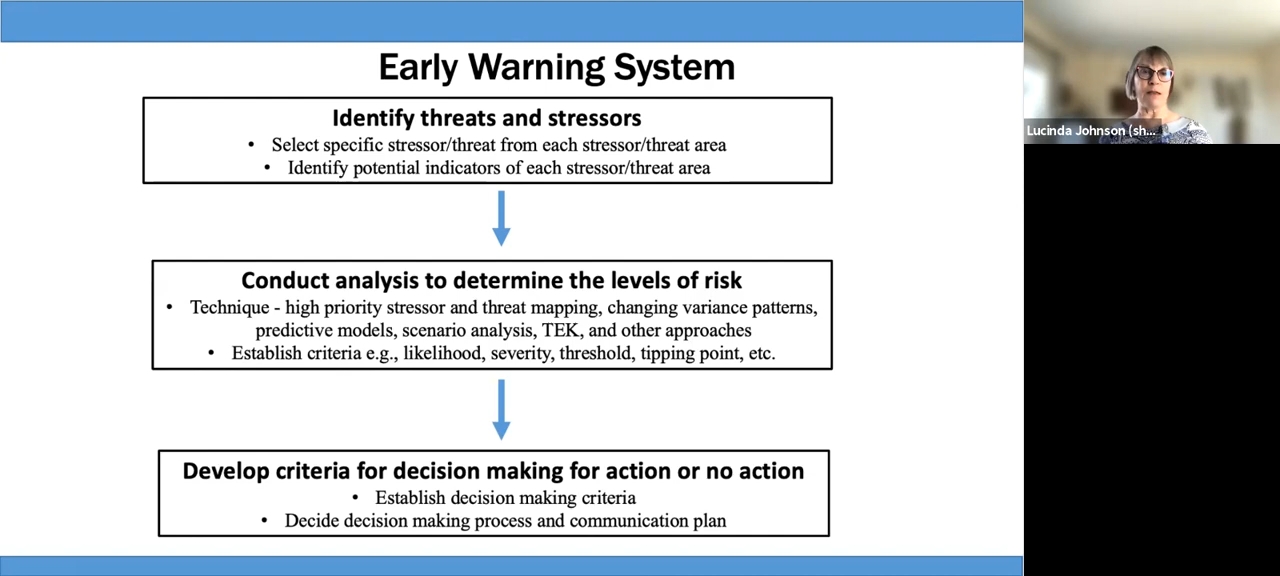 Early Warning System
Identify threats and stressors
• Select specific stressor/threat from each stressor/threat area
• Identify potential indicators of each stressor/threat area
Conduct analysis to determine the levels of risk
• Technique - high priority stressor and threat mapping, changing variance patterns,
predictive models, scenario analysis, TEK, and other approaches
• Establish criteria e.g., likelihood, severity, threshold, tipping point, etc.
Develop criteria for decision making for action or no action
• Establish decision making criteria
• Decide decision making process and communication plan
Lucinda Johnson (sh...